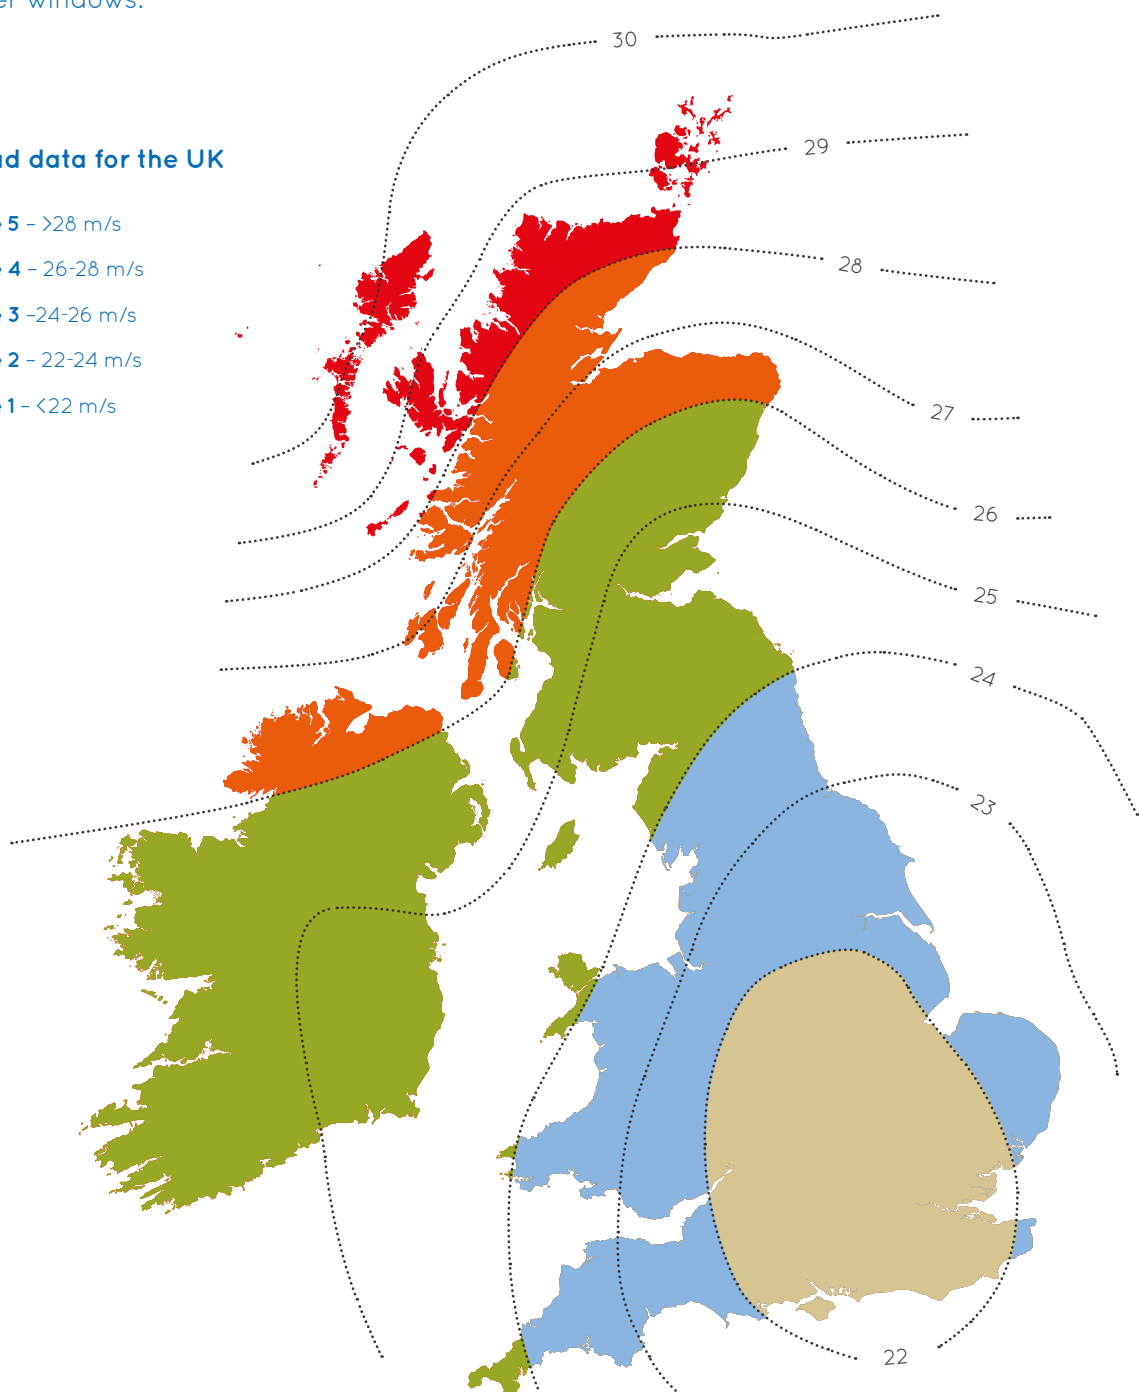 windows.
data for the UK
5 – >28 m/s
4 – 26-28 m/s
3 –24-26 m/s
2 – 22-24 m/s
1 – <22 m/s
30
29
28
27
26
25
24
23
22